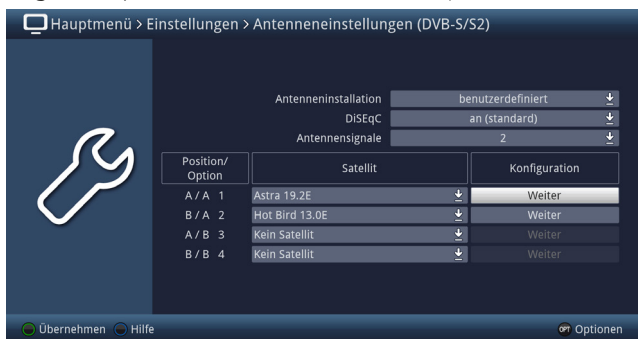 Hauptmenü > Einstellungen > Antenneneinstellungen (DVB-S/S2)
Antenneninstallation benutzerdefiniert
DiSEqC an (standard)
Antennensignale 2
Position/ Option Satellit Konfiguration
A / A 1 Astra 19.2E Weiter
B / A 2 Hot Bird 13.0E Weiter
A / B 3 Kein Satellit Weiter
B / B 4 Kein Satellit Weiter
Übernehmen Hilfe OPT Optionen